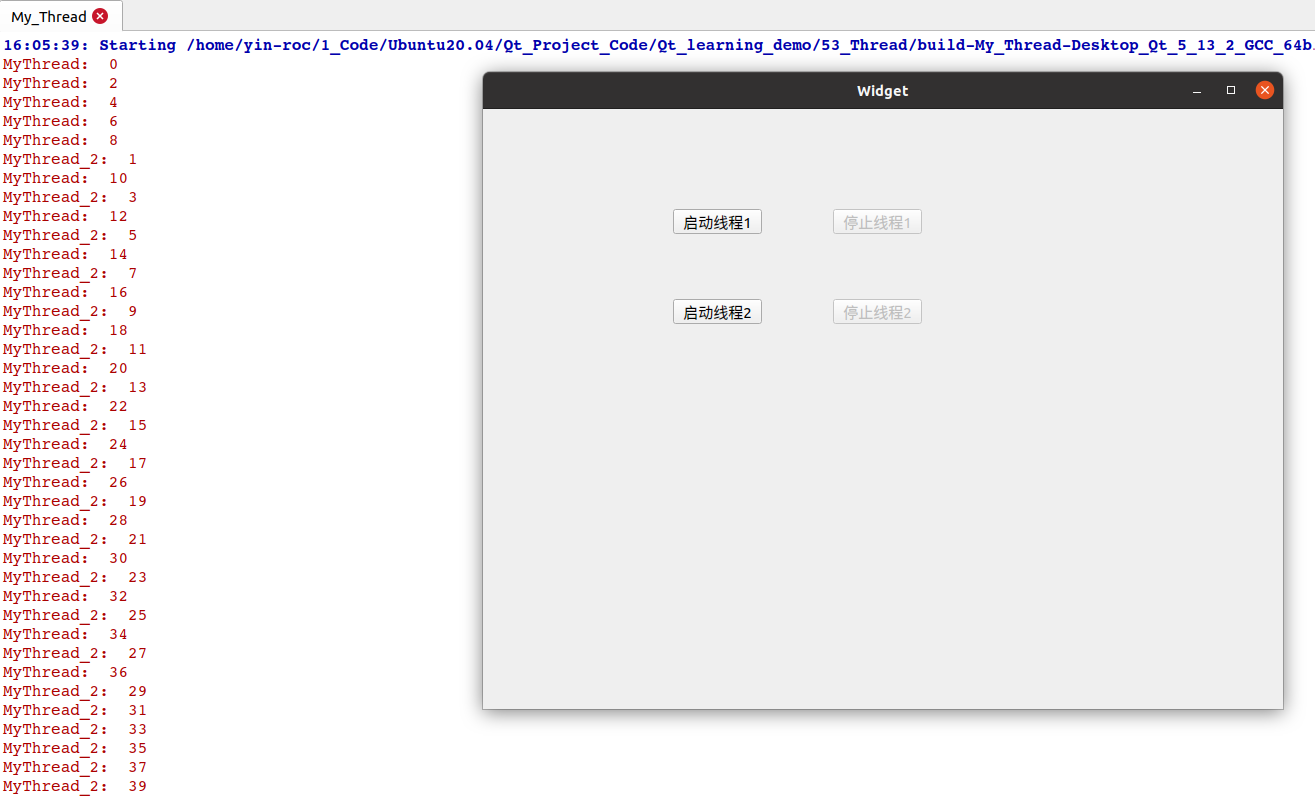 My_Thread
16:05:39: Starting /home/yin-roc/1_Code/Ubuntu20.04/Qt_Project_Code/Qt_learning_demo/53_Thread/build-My_Thread-Desktop_Qt_5_13_2_GCC_64b
MyThread:  0
MyThread:  2
MyThread:  4
MyThread:  6
MyThread:  8
MyThread_2:  1
MyThread:  10
MyThread_2:  3
MyThread:  12
MyThread_2:  5
MyThread:  14
MyThread_2:  7
MyThread:  16
MyThread_2:  9
MyThread:  18
MyThread_2:  11
MyThread:  20
MyThread_2:  13
MyThread:  22
MyThread_2:  15
MyThread:  24
MyThread_2:  17
MyThread:  26
MyThread_2:  19
MyThread:  28
MyThread_2:  21
MyThread:  30
MyThread_2:  23
MyThread:  32
MyThread_2:  25
MyThread:  34
MyThread_2:  27
MyThread:  36
MyThread_2:  29
MyThread_2:  31
MyThread_2:  33
MyThread_2:  35
MyThread_2:  37
MyThread_2:  39
Widget
启动线程1 停止线程1
启动线程2 停止线程2